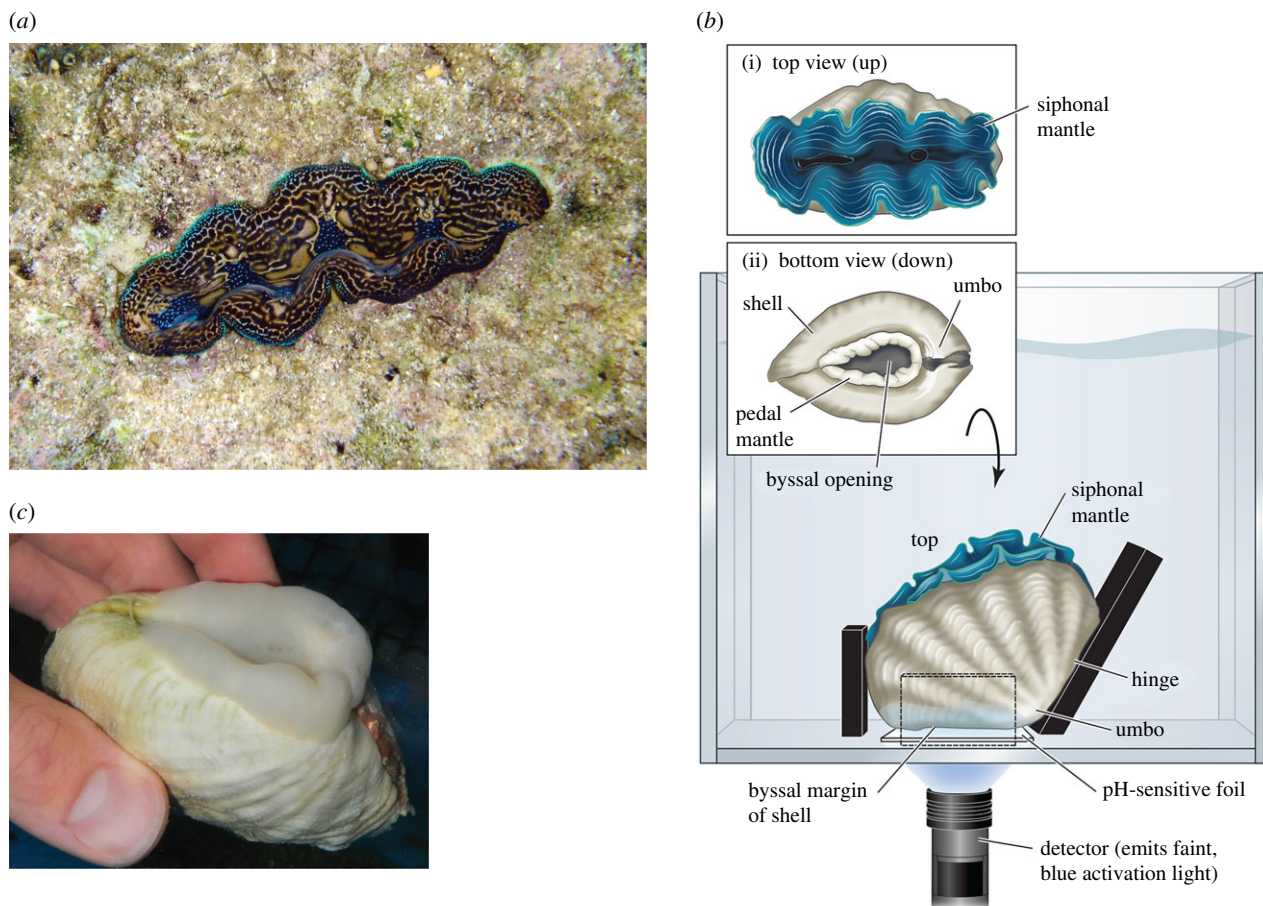 (a)
(b)
(i) top view (up)
siphonal
mantle
(ii) bottom view (down)
shell
umbo
pedal
mantle
byssal opening
siphonal
mantle
top
hinge
umbo
byssal margin
of shell
pH-sensitive foil
detector (emits faint,
blue activation light)
(c)